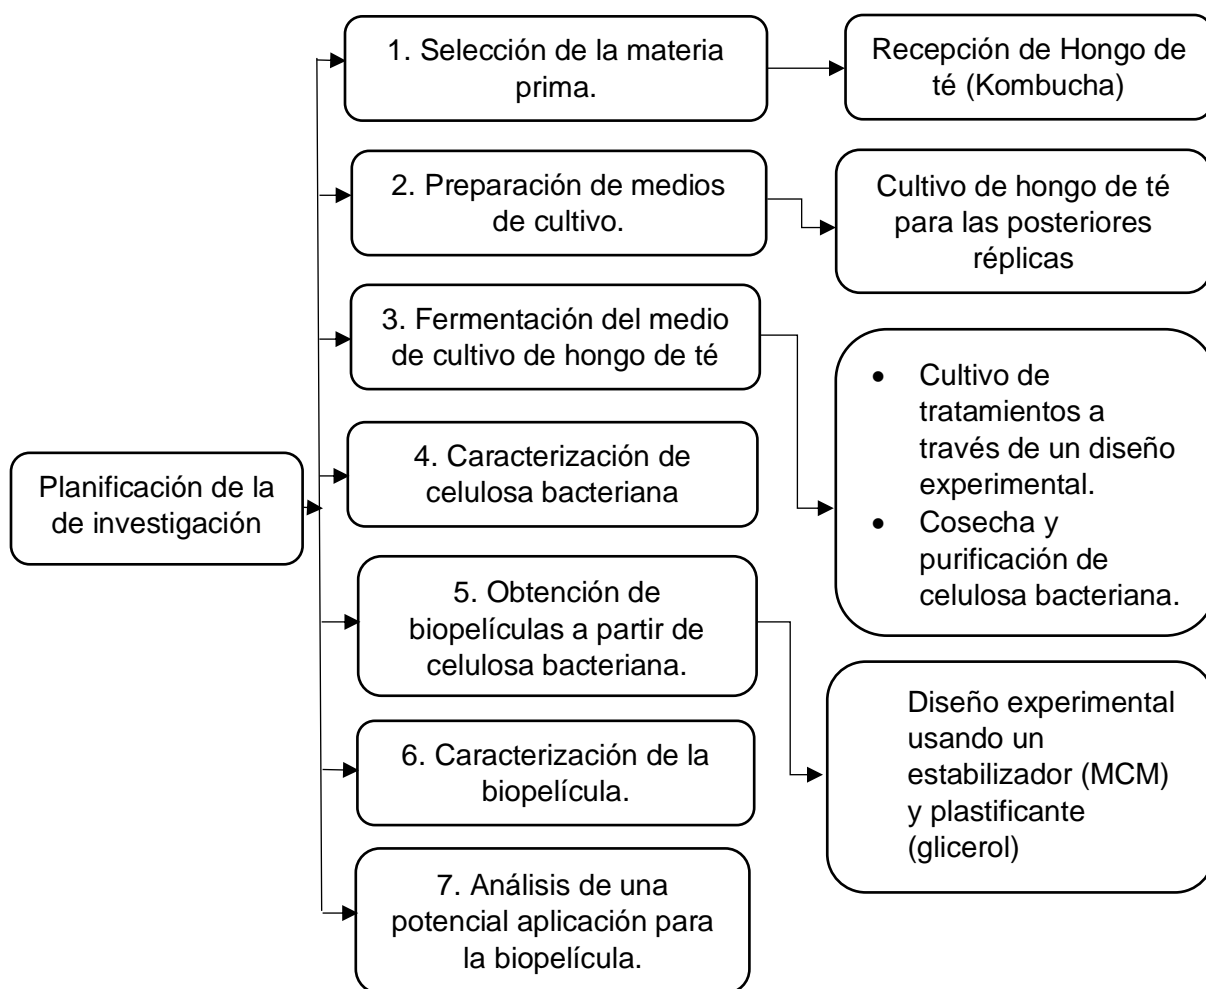 1. Selección de la materia
prima.
Recepción de Hongo de
té (Kombucha)
2. Preparación de medios
de cultivo.
Cultivo de hongo de té
para las posteriores
réplicas
3. Fermentación del medio
de cultivo de hongo de té
• Cultivo de
tratamientos a
través de un diseño
experimental.
• Cosecha y
purificación de
celulosa bacteriana.
Planificación de la
de investigación
4. Caracterización de
celulosa bacteriana
5. Obtención de
biopelículas a partir de
celulosa bacteriana.
Diseño experimental
usando un
estabilizador (MCM)
y plastificante
(glicerol)
6. Caracterización de la
biopelícula.
7. Análisis de una
potencial aplicación para
la biopelícula.